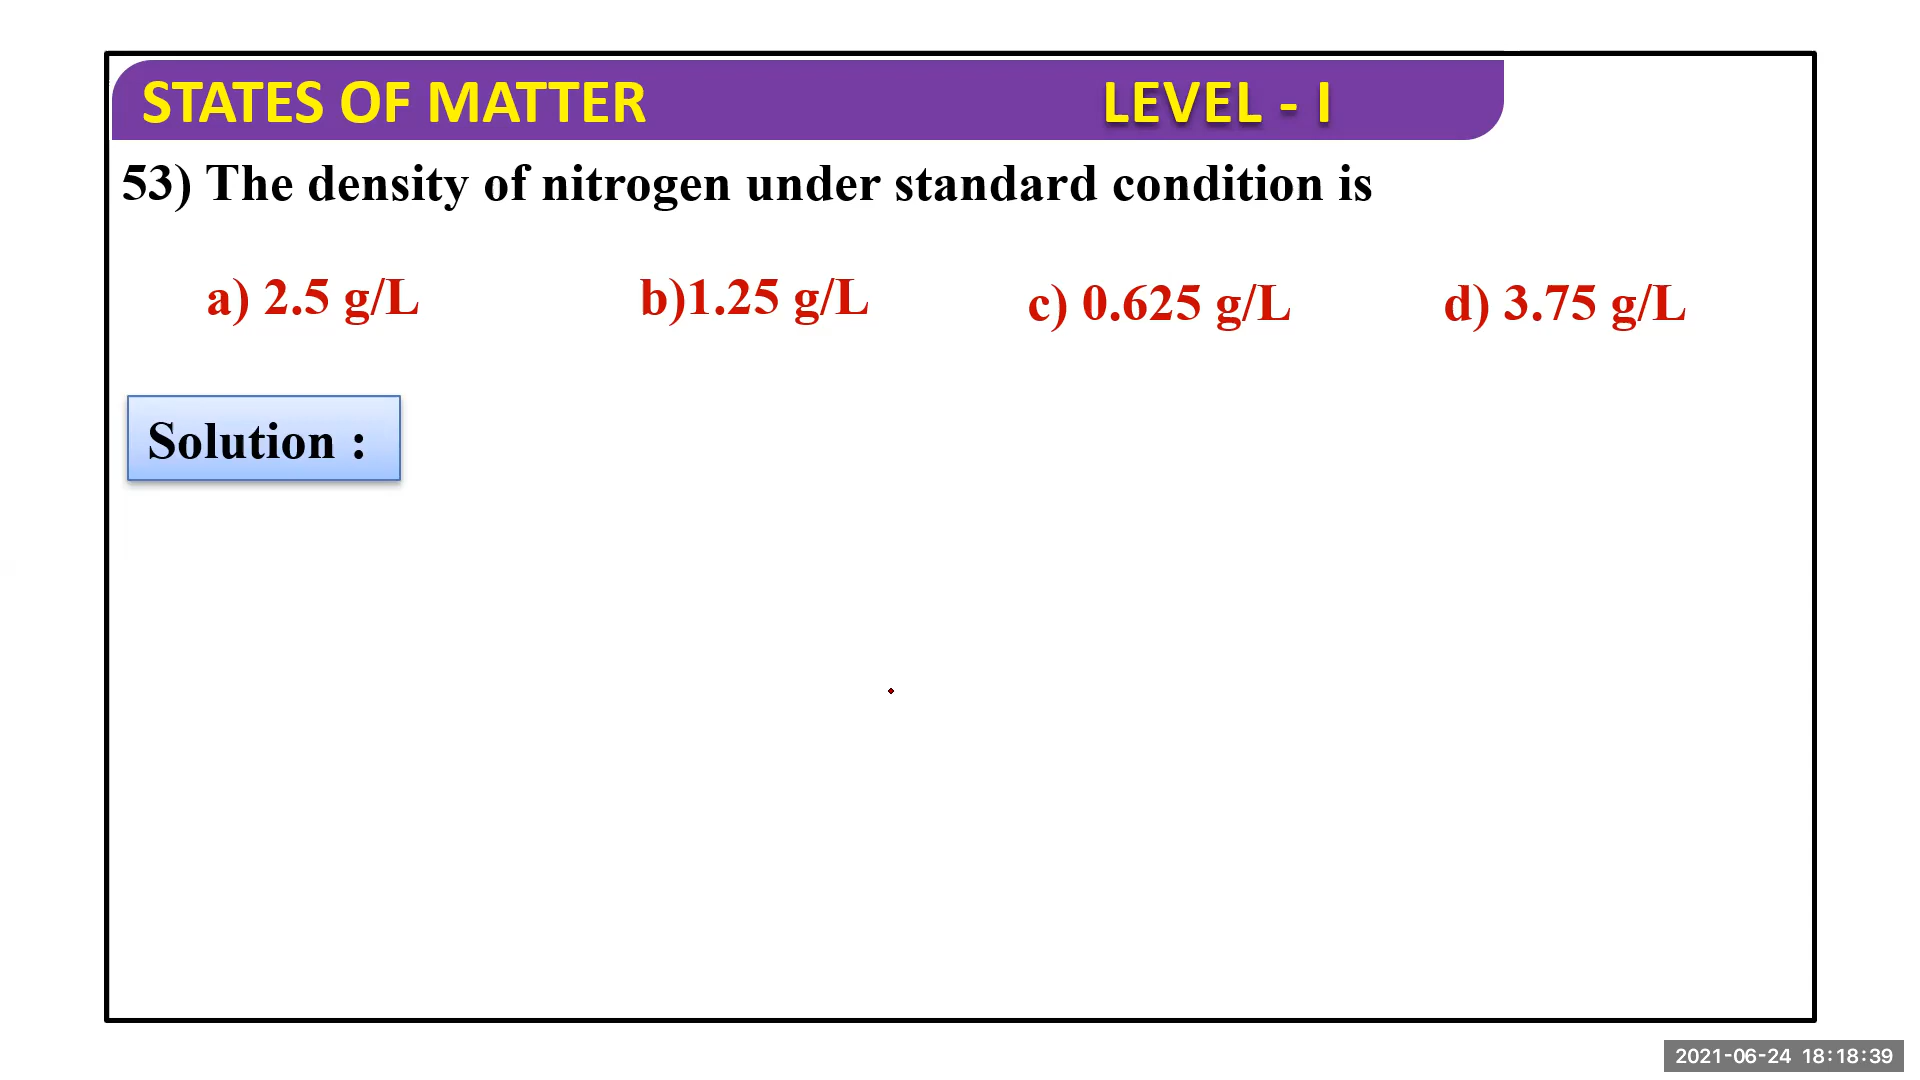 STATES OF MATTER LEVEL - I
53) The density of nitrogen under standard condition is
a) 2.5 g/L b)1.25 g/L c) 0.625 g/L d) 3.75 g/L
Solution :
2021-06-24 18:18:39